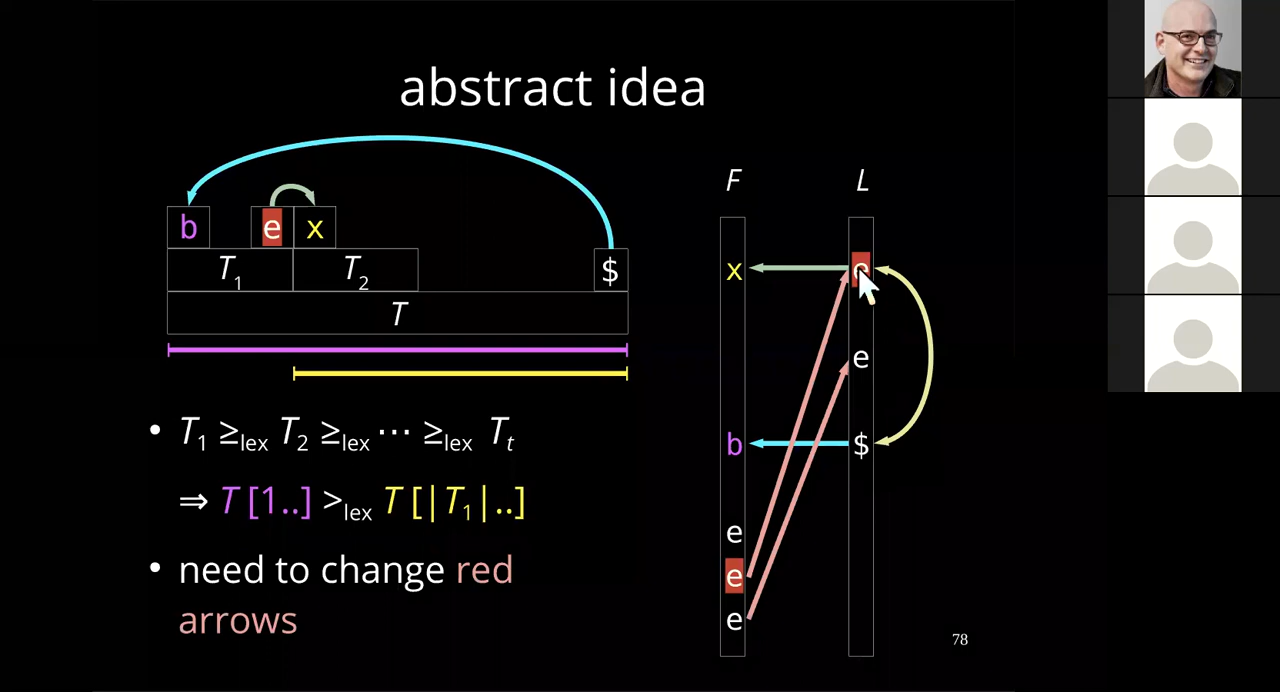 abstract idea
F L
b e x
T₁ T₂ $
T
x e
e
b $
e
e
e
• T₁ ≥lex T₂ ≥lex ⋯ ≥lex Tₜ
⇒ T [1..] >lex T [|T₁|..]
• need to change red
arrows
78